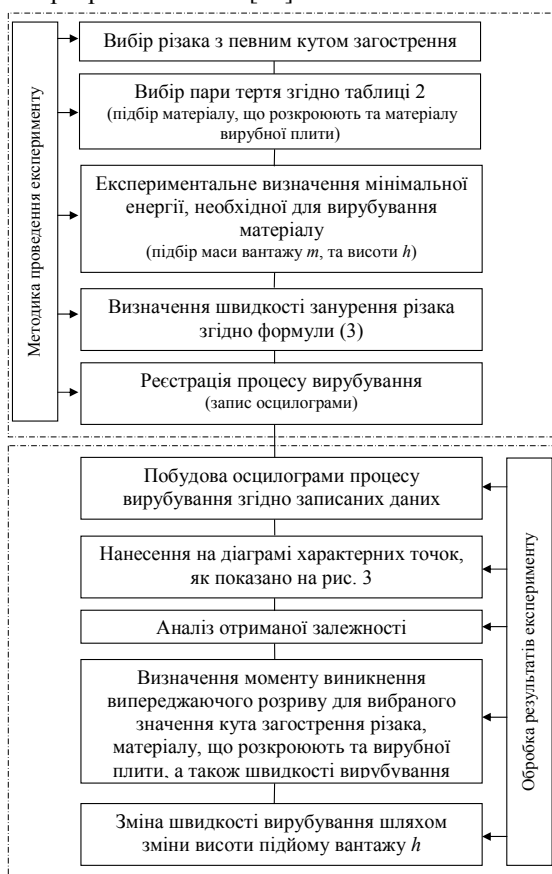 Вибір різака з певним кутом загострення
Вибір пари тертя згідно таблиці 2
(підбір матеріалу, що розкроюють та матеріалу
вирубної плити)
Експериментальне визначення мінімальної
енергії, необхідної для вирубування
матеріалу
(підбір маси вантажу m, та висоти h)
Визначення швидкості занурення різака
згідно формули (3)
Реєстрація процесу вирубування
(запис осцилограми)
Методика проведення експерименту
Побудова осцилограми процесу
вирубування згідно записаних даних
Нанесення на діаграмі характерних точок,
як показано на рис. 3
Аналіз отриманої залежності
Визначення моменту виникнення
випереджаючого розриву для вибраного
значення кута загострення різака,
матеріалу, що розкроюють та вирубної
плити, а також швидкості вирубування
Зміна швидкості вирубування шляхом
зміни висоти підйому вантажу h
Обробка результатів експерименту